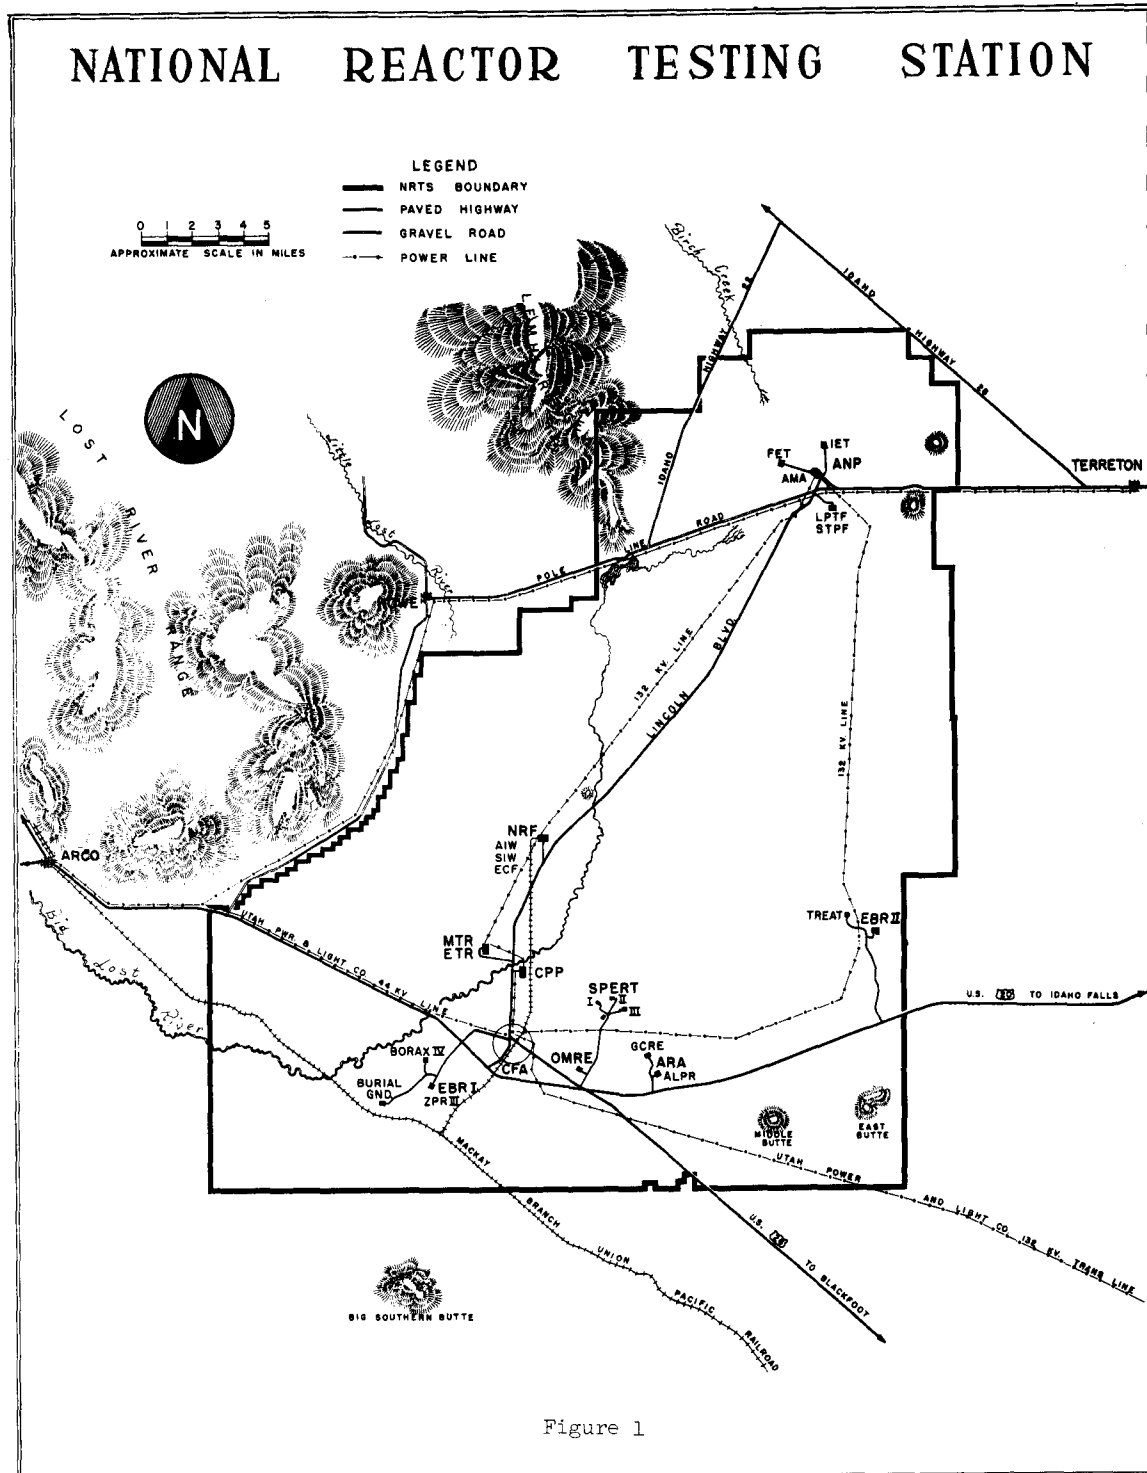 NATIONAL REACTOR TESTING STATION
LEGEND
NRTS BOUNDARY
PAVED HIGHWAY
GRAVEL ROAD
POWER LINE
0 1 2 3 4 5
APPROXIMATE SCALE IN MILES
Birch Creek
IDAHO HIGHWAY 28
IDAHO HIGHWAY 22
N
LOST RIVER RANGE
Little Lost River
FET
IET
ANP
AMA
TERRETON
LPTF
STPF
POLE LINE ROAD
132 KV. LINE
LINCOLN BLVD.
132 KV. LINE
ARCO
NRF
AIW
SIW
ECF
UTAH PWR. & LIGHT CO. 44 KV. LINE
TREAT
EBR II
MTR
ETR
CPP
Big Lost River
SPERT
I
II
III
U.S. 20 TO IDAHO FALLS
BORAX IV
OMRE
GCRE
ARA
ALPR
CFA
BURIAL
GND.
EBR I
ZPR III
MIDDLE
BUTTE
EAST
BUTTE
UTAH POWER AND LIGHT CO. 132 KV. TRANS LINE
MACKAY BRANCH UNION PACIFIC RAILROAD
U.S. 26 TO BLACKFOOT
BIG SOUTHERN BUTTE
Figure 1